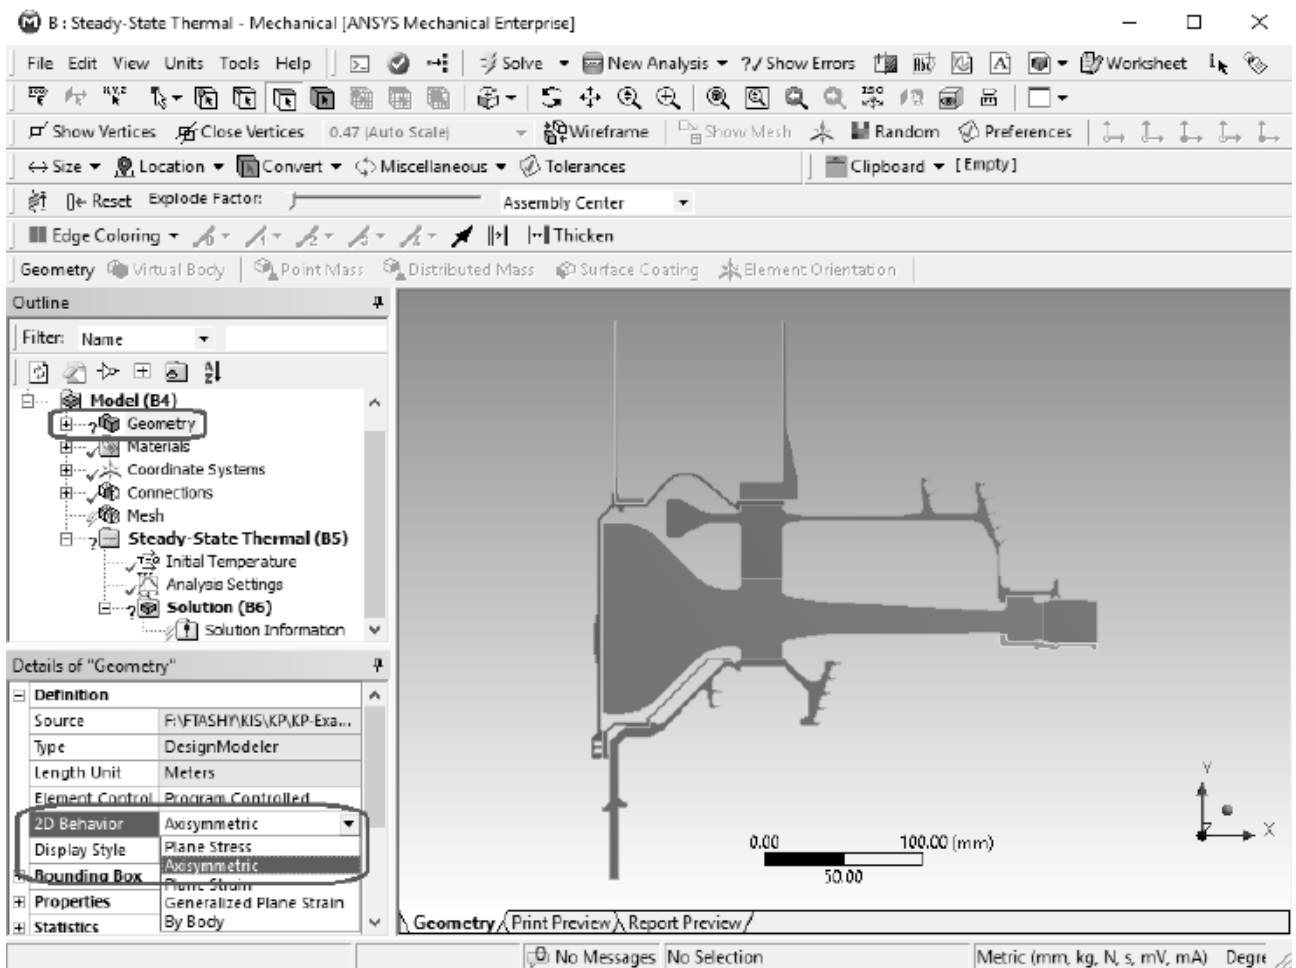 B : Steady-State Thermal - Mechanical [ANSYS Mechanical Enterprise]
File Edit View Units Tools Help Solve New Analysis ?/ Show Errors Worksheet
Show Vertices Close Vertices 0.47 (Auto Scale) Wireframe Show Mesh Random Preferences
Size Location Convert Miscellaneous Tolerances Clipboard [Empty]
Reset Explode Factor: Assembly Center
Edge Coloring Thicken
Geometry Virtual Body Point Mass Distributed Mass Surface Coating Element Orientation
Outline
Filter: Name
Model (B4)
Geometry
Materials
Coordinate Systems
Connections
Mesh
Steady-State Thermal (B5)
Initial Temperature
Analysis Settings
Solution (B6)
Solution Information
Details of "Geometry"
Definition
Source F:\FTASHY\KIS\KP\KP-Exa...
Type DesignModeler
Length Unit Meters
Element Control Program Controlled
2D Behavior Axisymmetric
Display Style Plane Stress
Axisymmetric
Bounding Box Plane Strain
Properties Generalized Plane Strain
Statistics By Body
0.00 100.00 (mm)
50.00
Y
X
Z
Geometry Print Preview Report Preview
No Messages No Selection Metric (mm, kg, N, s, mV, mA) Degre